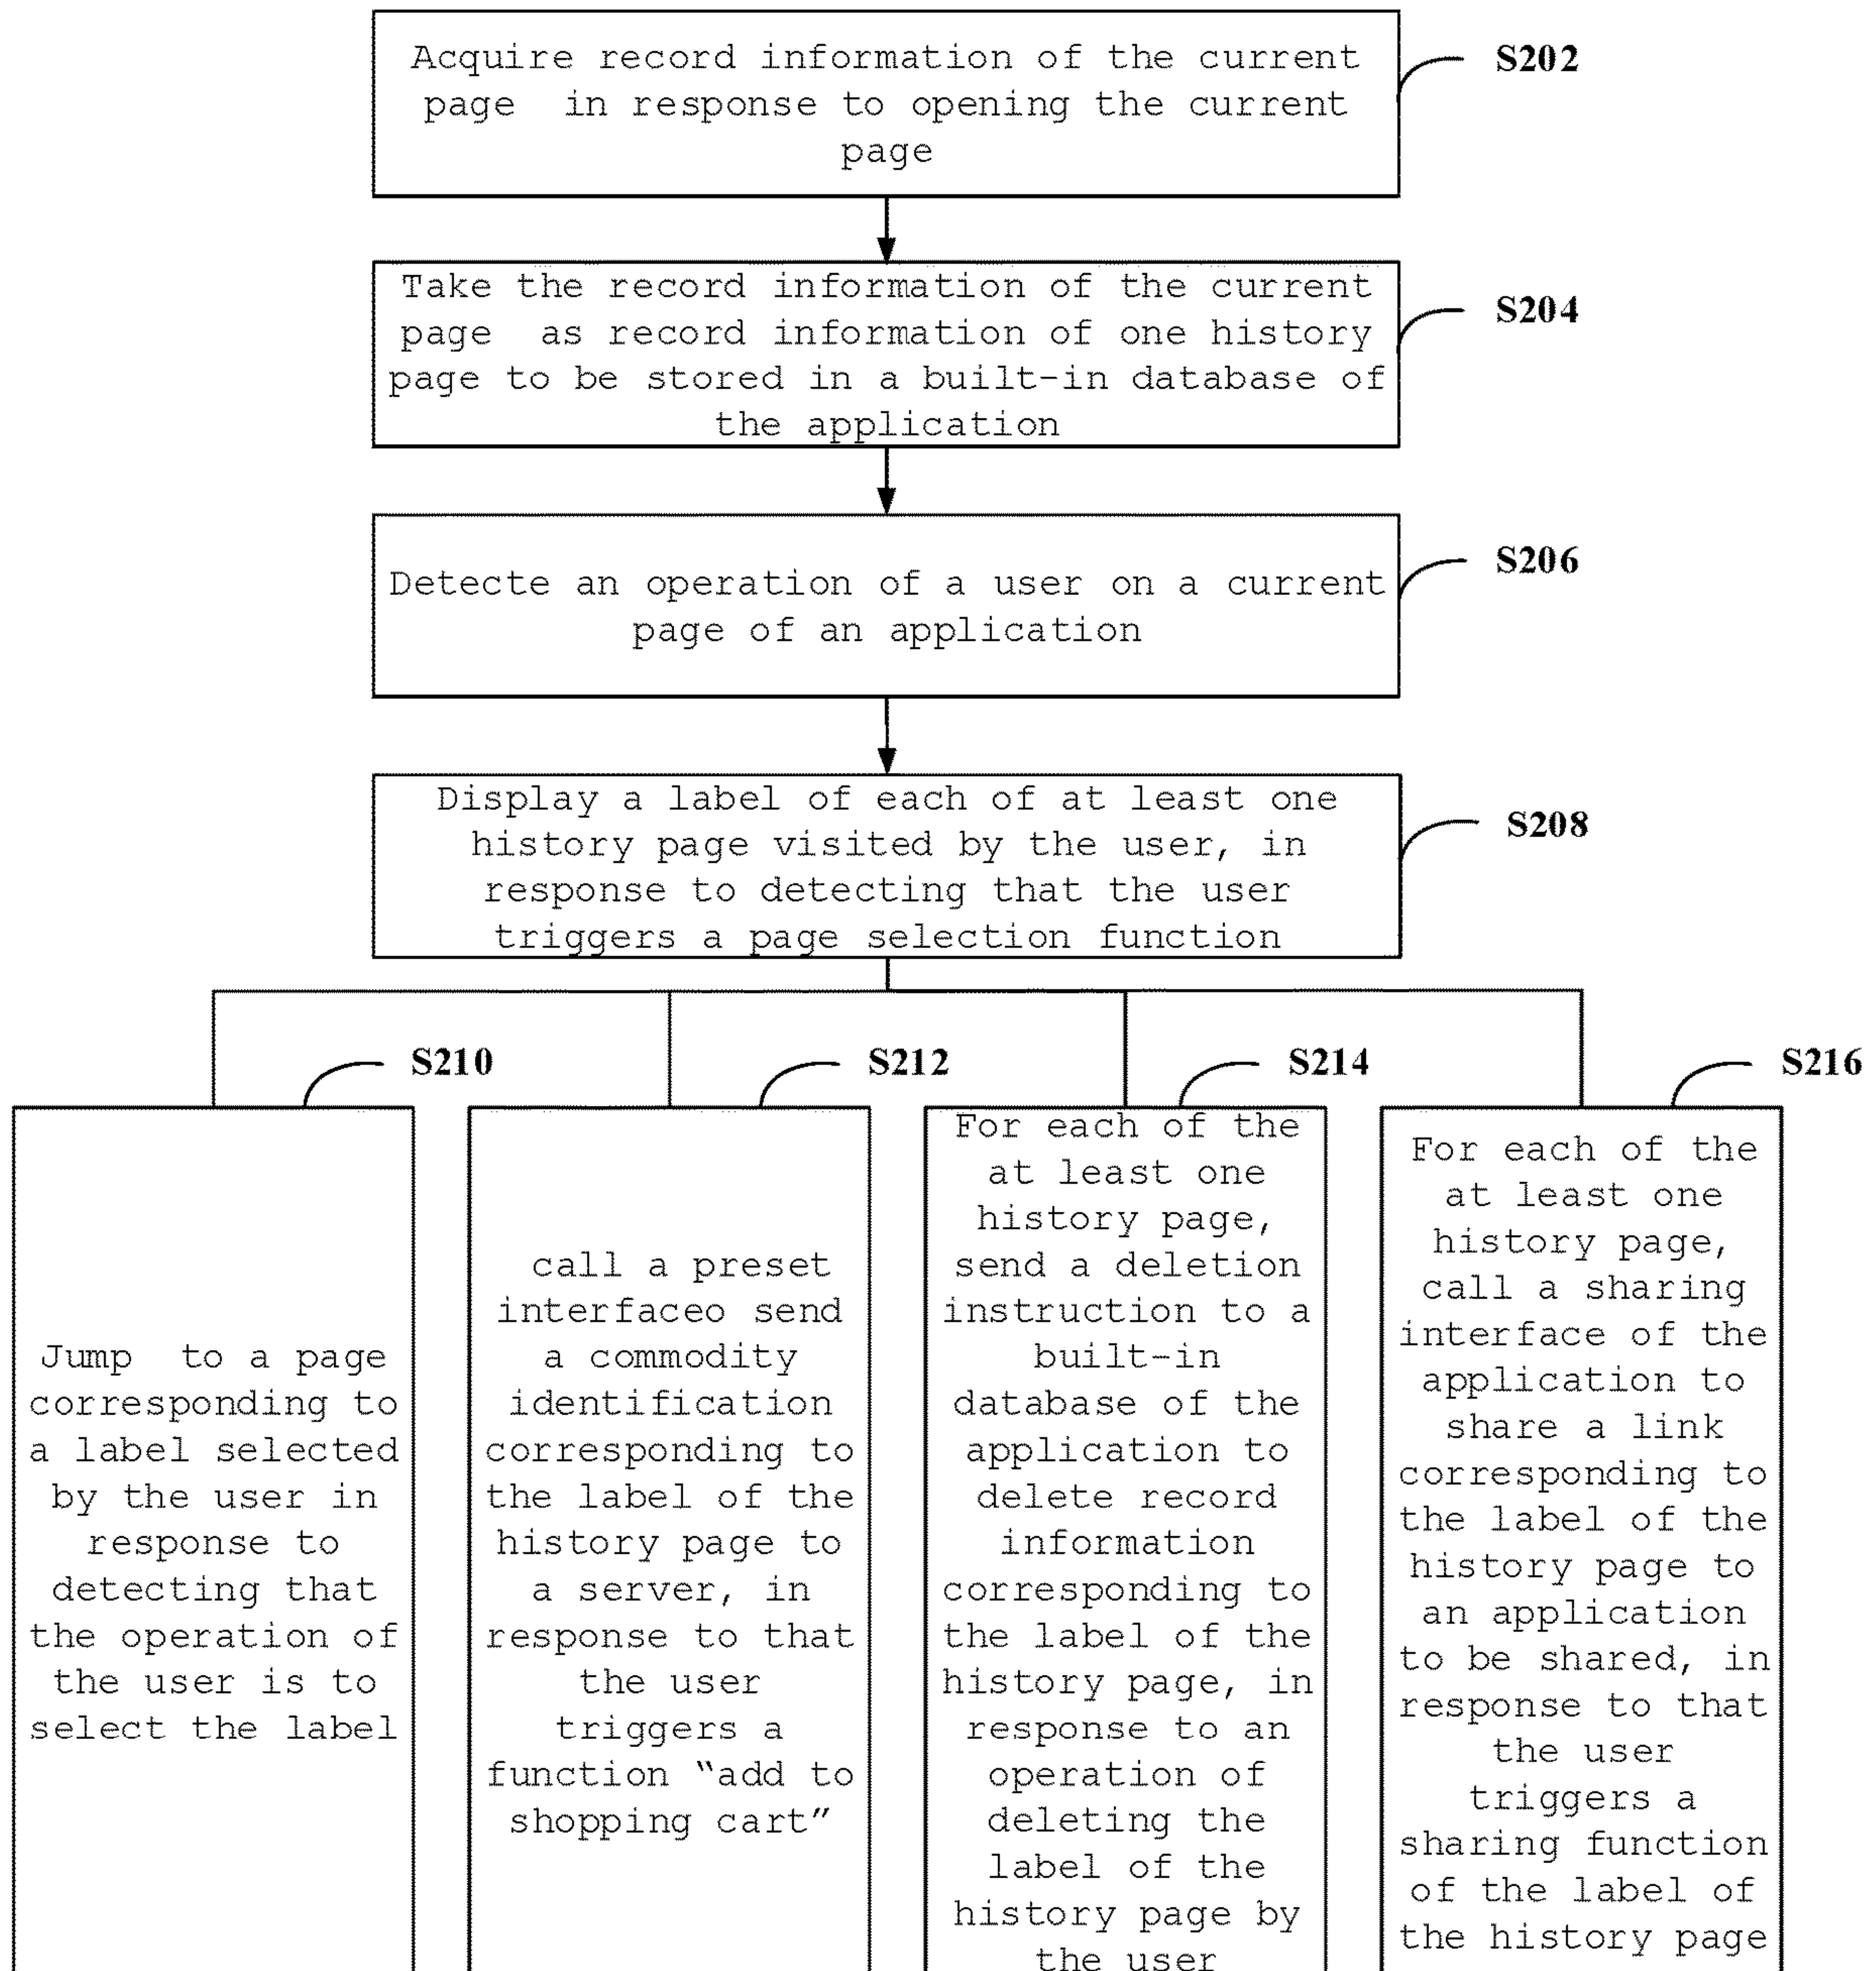 Acquire record information of the current
page in response to opening the current
page
S202
Take the record information of the current
page as record information of one history
page to be stored in a built-in database of
the application
S204
Detecte an operation of a user on a current
page of an application
S206
Display a label of each of at least one
history page visited by the user, in
response to detecting that the user
triggers a page selection function
S208
S210
Jump to a page
corresponding to
a label selected
by the user in
response to
detecting that
the operation of
the user is to
select the label
S212
call a preset
interfaceo send
a commodity
identification
corresponding to
the label of the
history page to
a server, in
response to that
the user
triggers a
function “add to
shopping cart”
S214
For each of the
at least one
history page,
send a deletion
instruction to a
built-in
database of the
application to
delete record
information
corresponding to
the label of the
history page, in
response to an
operation of
deleting the
label of the
history page by
the user
S216
For each of the
at least one
history page,
call a sharing
interface of the
application to
share a link
corresponding to
the label of the
history page to
an application
to be shared, in
response to that
the user
triggers a
sharing function
of the label of
the history page